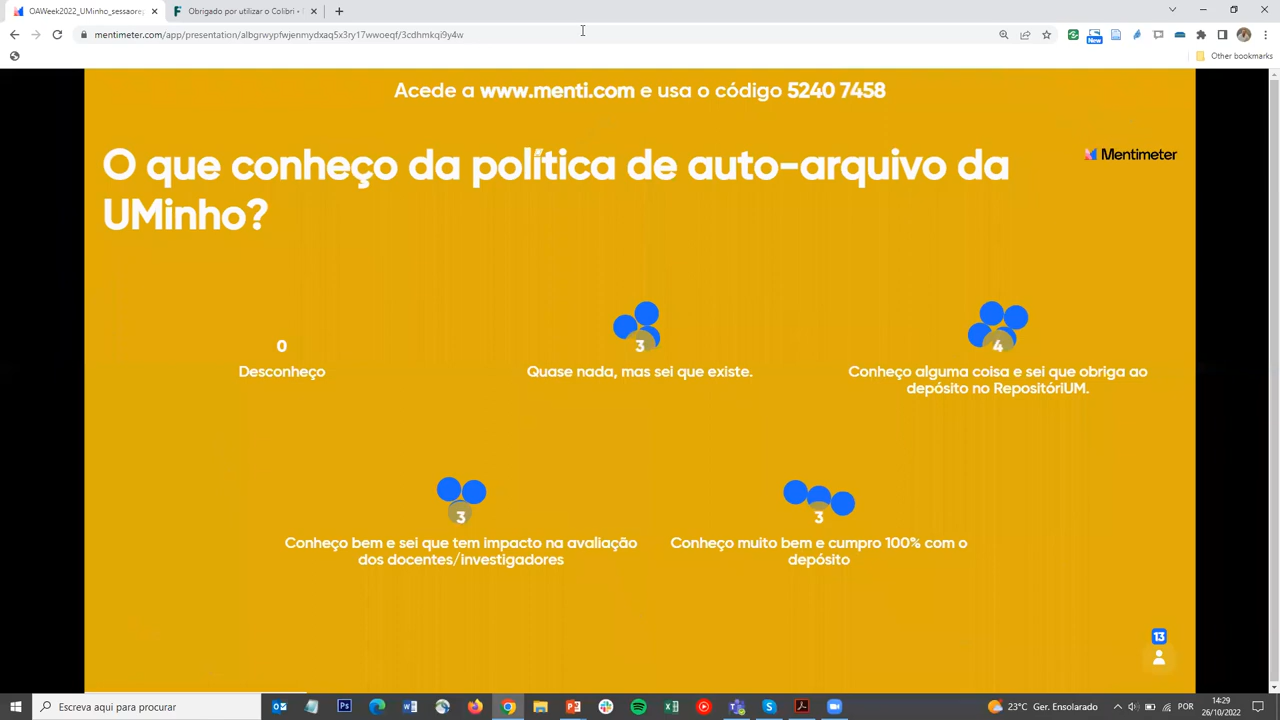 OAWeek2022_UMinho_sessaore
Obrigado por utilizar o Colibri •
mentimeter.com/app/presentation/albgrwypfwjenmydxaq5x3ry17wwoeqf/3cdhmkqi9y4w
New
Other bookmarks
Acede a www.menti.com e usa o código 5240 7458
O que conheço da política de auto-arquivo da
UMinho?
Mentimeter
0
Desconheço
3
Quase nada, mas sei que existe.
4
Conheço alguma coisa e sei que obriga ao
depósito no RepositóriUM.
3
Conheço bem e sei que tem impacto na avaliação
dos docentes/investigadores
3
Conheço muito bem e cumpro 100% com o
depósito
13
Escreve aqui para procurar
23°C Ger. Ensolarado
POR
14:29
26/10/2022